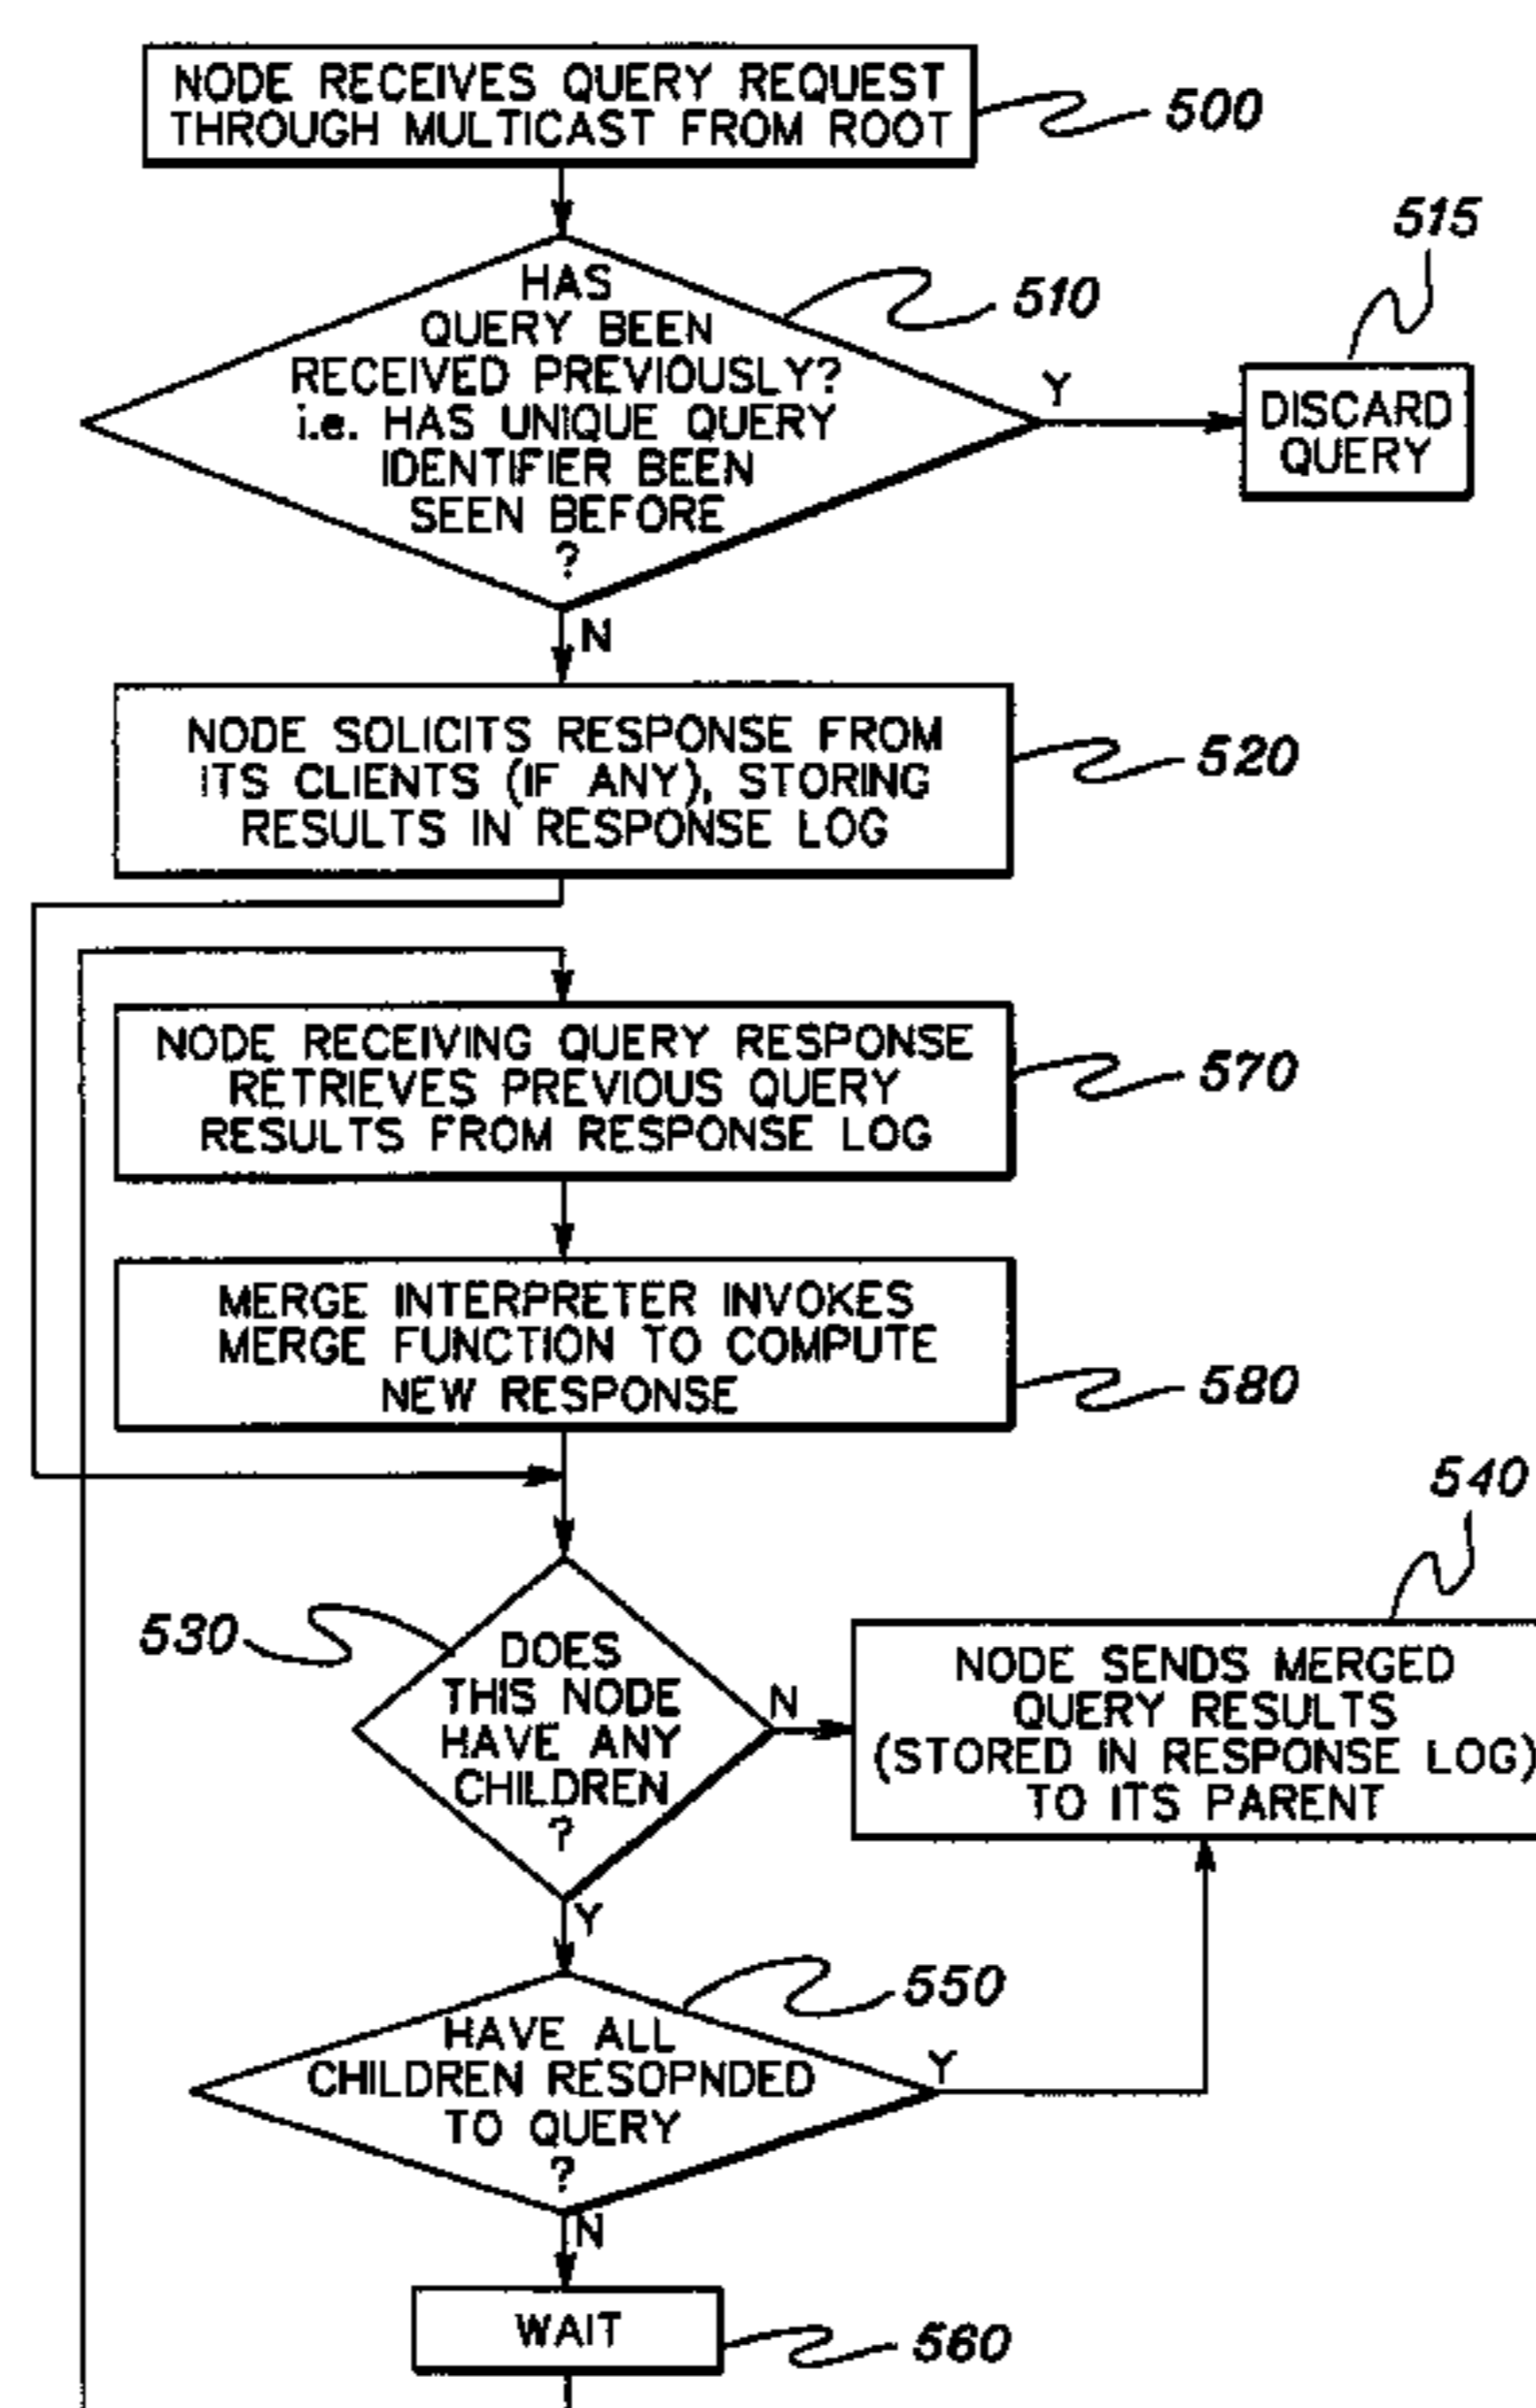 NODE RECEIVES QUERY REQUEST
THROUGH MULTICAST FROM ROOT
500
HAS
QUERY BEEN
RECEIVED PREVIOUSLY?
i.e. HAS UNIQUE QUERY
IDENTIFIER BEEN
SEEN BEFORE
?
510
Y
515
DISCARD
QUERY
N
NODE SOLICITS RESPONSE FROM
ITS CLIENTS (IF ANY), STORING
RESULTS IN RESPONSE LOG
520
NODE RECEIVING QUERY RESPONSE
RETRIEVES PREVIOUS QUERY
RESULTS FROM RESPONSE LOG
570
MERGE INTERPRETER INVOKES
MERGE FUNCTION TO COMPUTE
NEW RESPONSE
580
530
DOES
THIS NODE
HAVE ANY
CHILDREN
?
N
540
NODE SENDS MERGED
QUERY RESULTS
(STORED IN RESPONSE LOG)
TO ITS PARENT
Y
HAVE ALL
CHILDREN RESOPNDED
TO QUERY
?
550
Y
N
WAIT
560